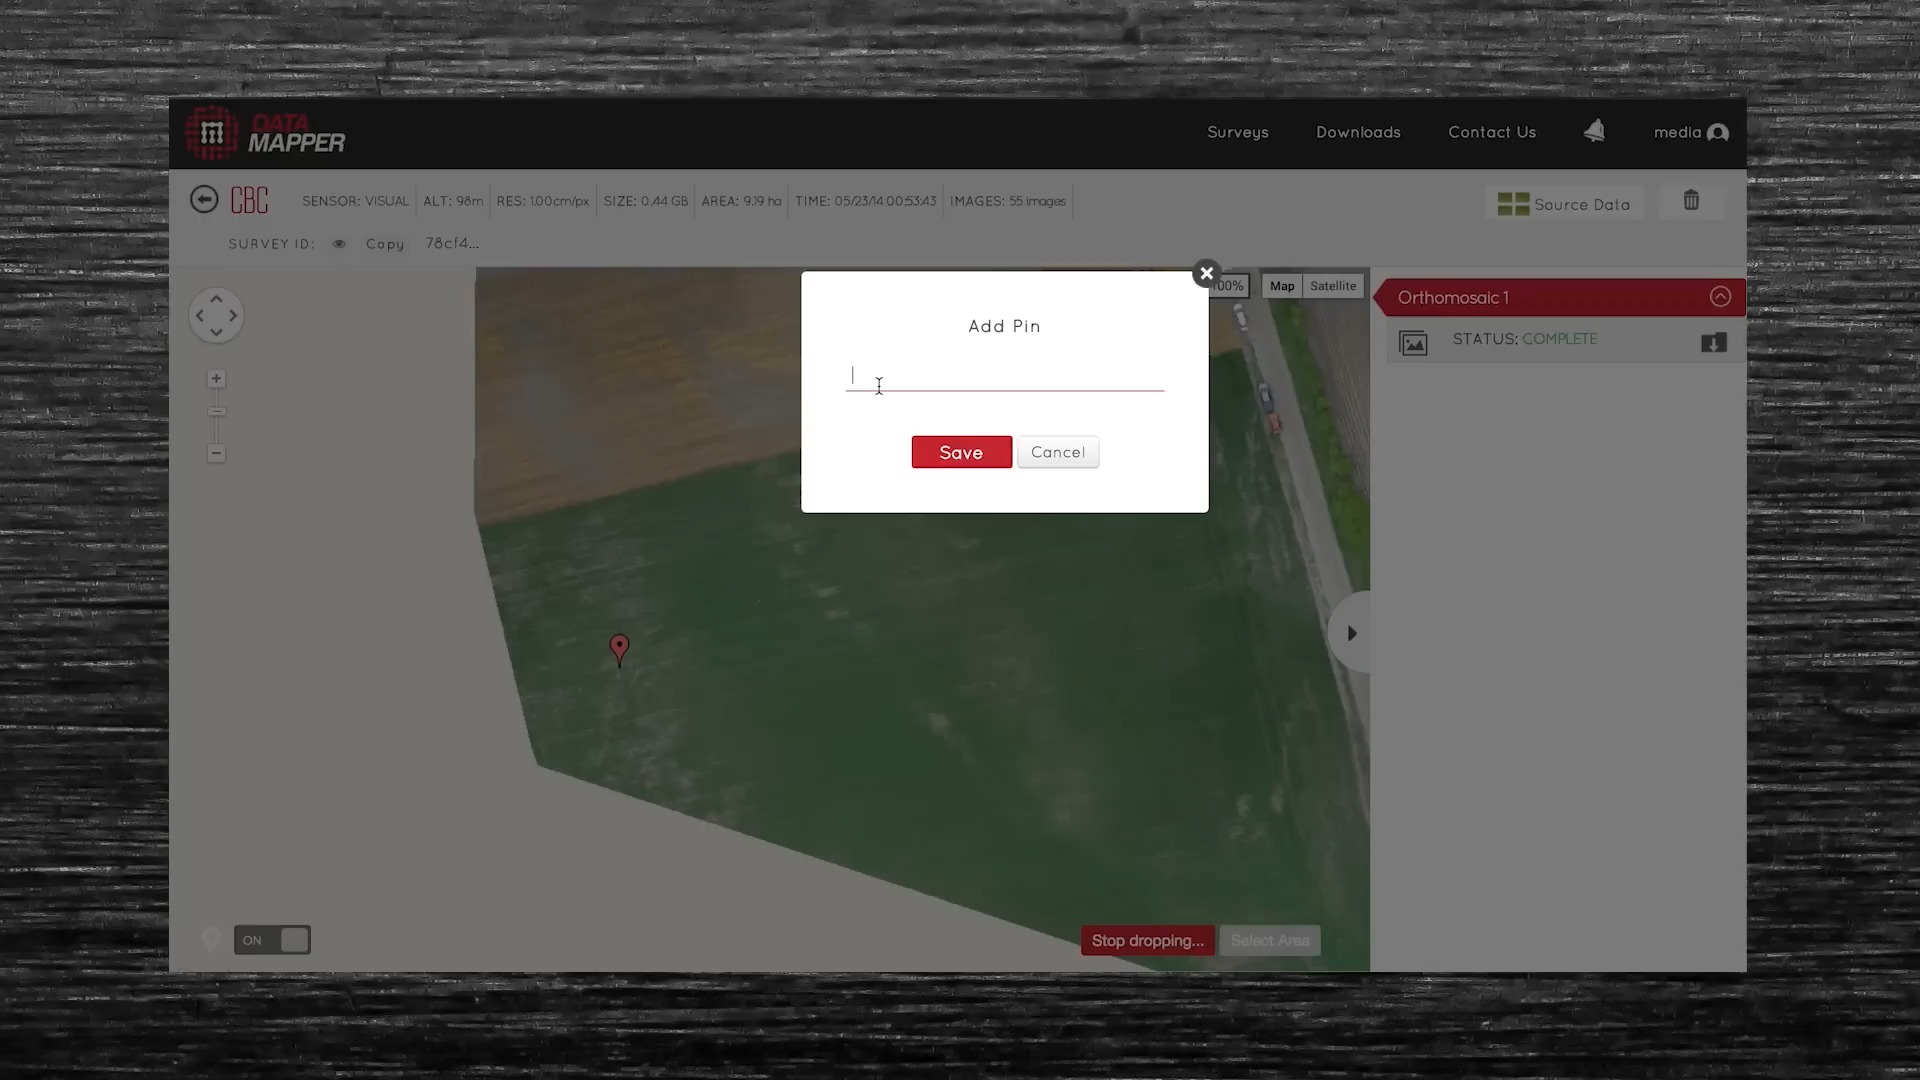 DATA
MAPPER
Surveys
Downloads
Contact Us
media
CBC
SENSOR: VISUAL
ALT: 98m
RES: 1.00cm/px
SIZE: 0.44 GB
AREA: 9.19 ha
TIME: 05/23/14 00:53:43
IMAGES: 55 images
Source Data
SURVEY ID:
Copy
78cf4...
Add Pin
Save
Cancel
100%
Map
Satellite
Orthomosaic 1
STATUS: COMPLETE
ON
Stop dropping...
Select Area